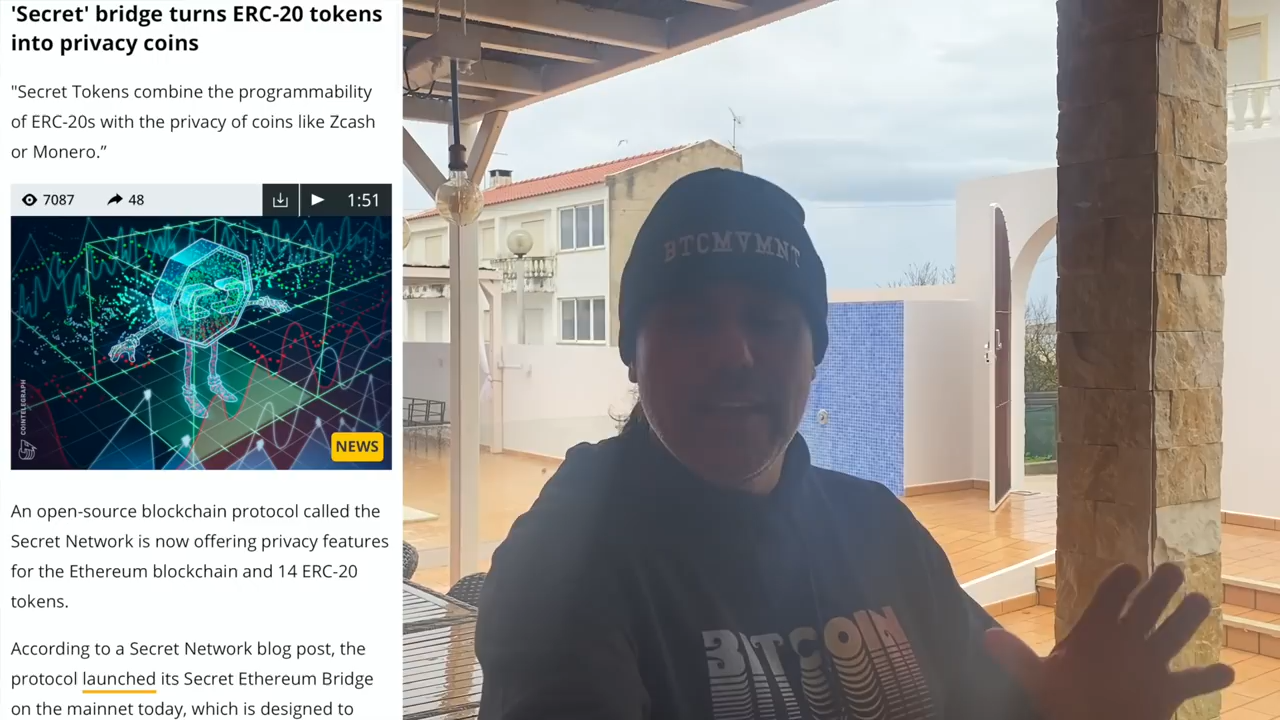 'Secret' bridge turns ERC-20 tokens
into privacy coins
"Secret Tokens combine the programmability
of ERC-20s with the privacy of coins like Zcash
or Monero.”
7087
48
1:51
COINTELEGRAPH
NEWS
An open-source blockchain protocol called the
Secret Network is now offering privacy features
for the Ethereum blockchain and 14 ERC-20
tokens.
According to a Secret Network blog post, the
protocol launched its Secret Ethereum Bridge
on the mainnet today, which is designed to
BTCMVMNT
BITCOIN